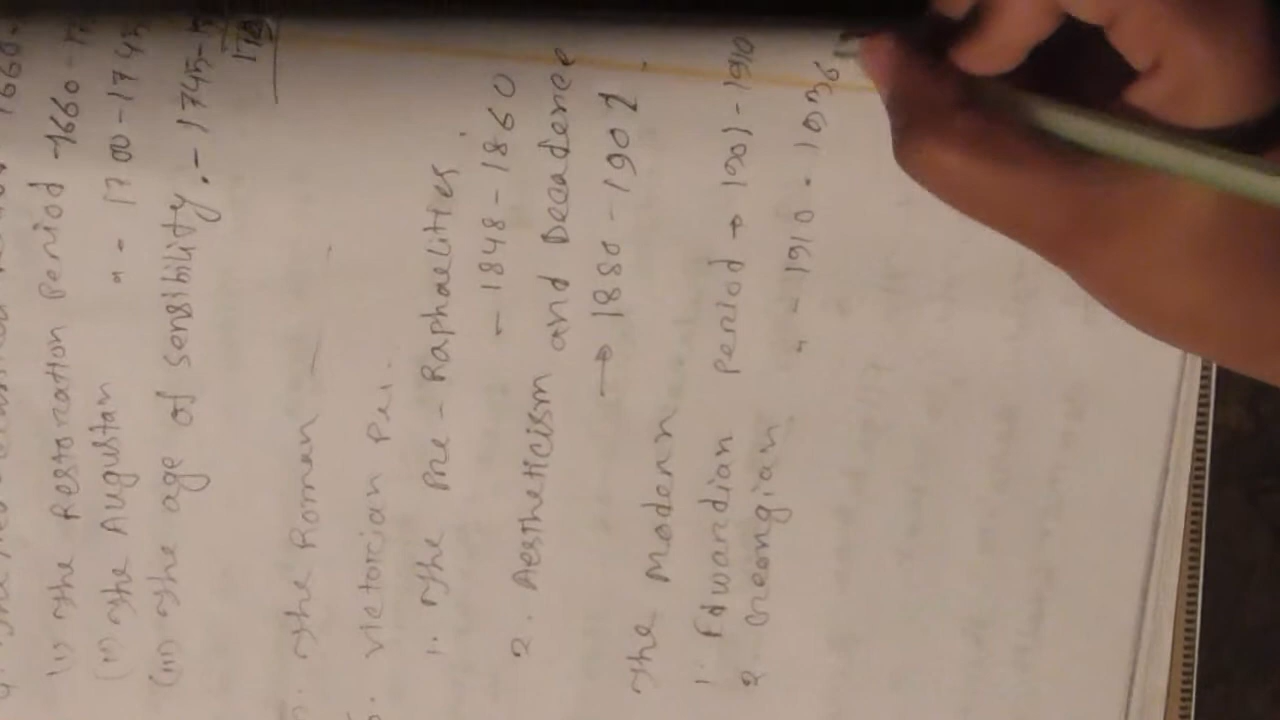 (i) The Restoration Period - 1660 -
(ii) The Augustan " - 1700 - 1745
(iii) The age of sensibility. - 1745 -
The Roman
Victorian Per.
1. The Pre - Raphaelities
- 1848 - 1860
2. Aestheticism and Decadence
→ 1880 - 1901
The Modern
1. Edwardian Period → 1901 - 1910
2. Georgian " - 1910 - 1936